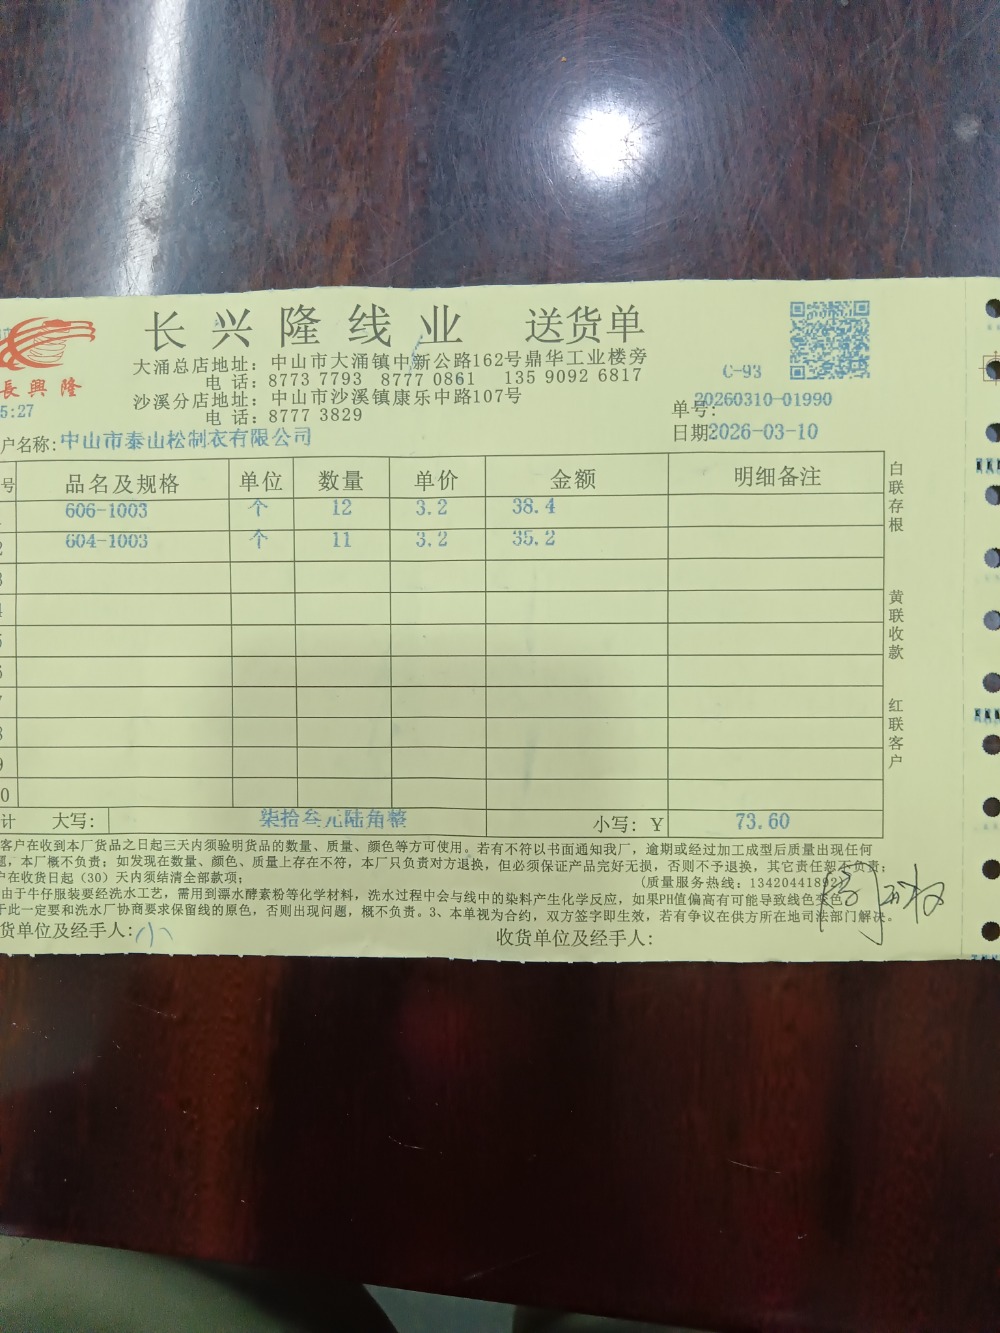 长兴隆线业 送货单
大涌总店地址：中山市大涌镇中新公路162号鼎华工业楼旁
电 话：8773 7793 8777 0861 135 9092 6817
沙溪分店地址：中山市沙溪镇康乐中路107号
电 话：8777 3829
長興隆
5:27
C-93
单号：20260310-01990
日期2026-03-10
户名称：中山市泰山松制衣有限公司
号 品名及规格 单位 数量 单价 金额 明细备注
606-1003 个 12 3.2 38.4
2 604-1003 个 11 3.2 35.2
3
4
5
6
7
8
9
0
计 大写： 柒拾叁元陆角整 小写：￥ 73.60
客户在收到本厂货品之日起三天内须验明货品的数量、质量、颜色等方可使用。若有不符以书面通知我厂，逾期或经过加工成型后质量出现任何
题，本厂概不负责；如发现在数量、颜色、质量上存在不符，本厂只负责对方退换，但必须保证产品完好无损，否则不予退换，其它责任恕不负责；
户在收货日起（30）天内须结清全部款项； （质量服务热线：13420441892）
由于牛仔服装要经洗水工艺，需用到漂水酵素粉等化学材料，洗水过程中会与线中的染料产生化学反应，如果PH值偏高有可能导致线色变色，
于此一定要和洗水厂协商要求保留线的原色，否则出现问题，概不负责。3、本单视为合约，双方签字即生效，若有争议在供方所在地司法部门解决。
货单位及经手人： 收货单位及经手人：
白联存根
黄联收款
红联客户